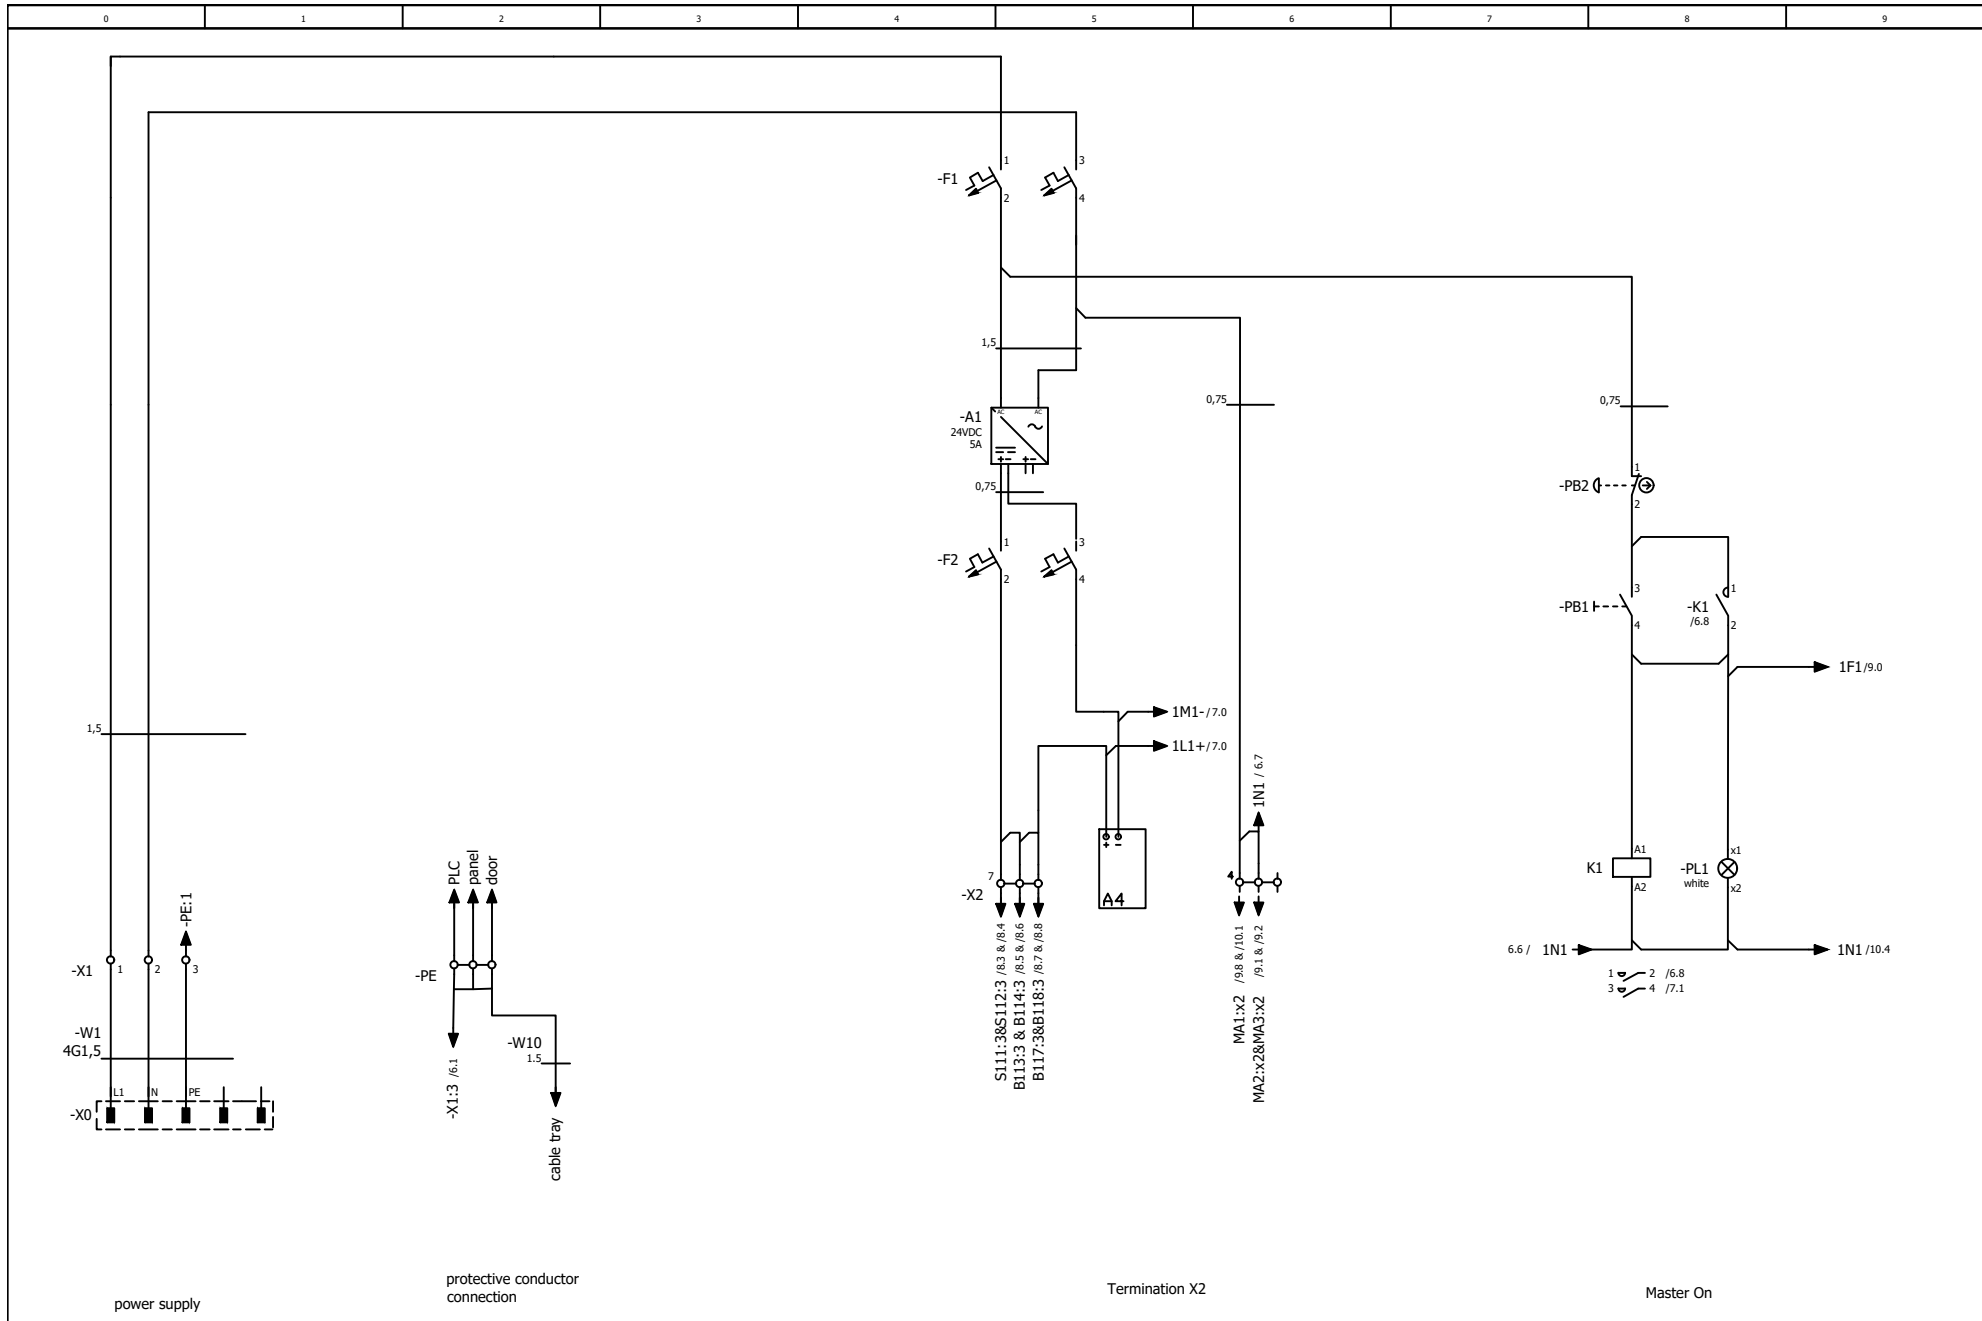 0 1 2 3 4 5 6 7 8 9
1 3
-F1
2 4
1,5
0,75
0,75
-A1
24VDC
5A
AC AC
+- +-
0,75
1
-PB2
2
1 3
-F2
2 4
3 1
-PB1 -K1
/6.8
4 2
1F1/9.0
1M1-/7.0
1L1+/7.0
1,5
1N1 / 6.7
+ -
A4
A1 x1
K1 -PL1
white
A2 x2
PLC
panel
door
7
-X2
4
-PE:1
S111:3&S112:3 /8.3 & /8.4
B113:3 & B114:3 /8.5 & /8.6
B117:3&B118:3 /8.7 & /8.8
MA1:x2 /9.8 & /10.1
MA2:x2&MA3:x2 /9.1 & /9.2
6.6 / 1N1
1N1 /10.4
-X1 1 2 3
-PE
1 2 /6.8
3 4 /7.1
-W1
4G1,5
-W10
1.5
-X1:3 /6.1
L1 N PE
-X0
cable tray
power supply
protective conductor
connection
Termination X2
Master On